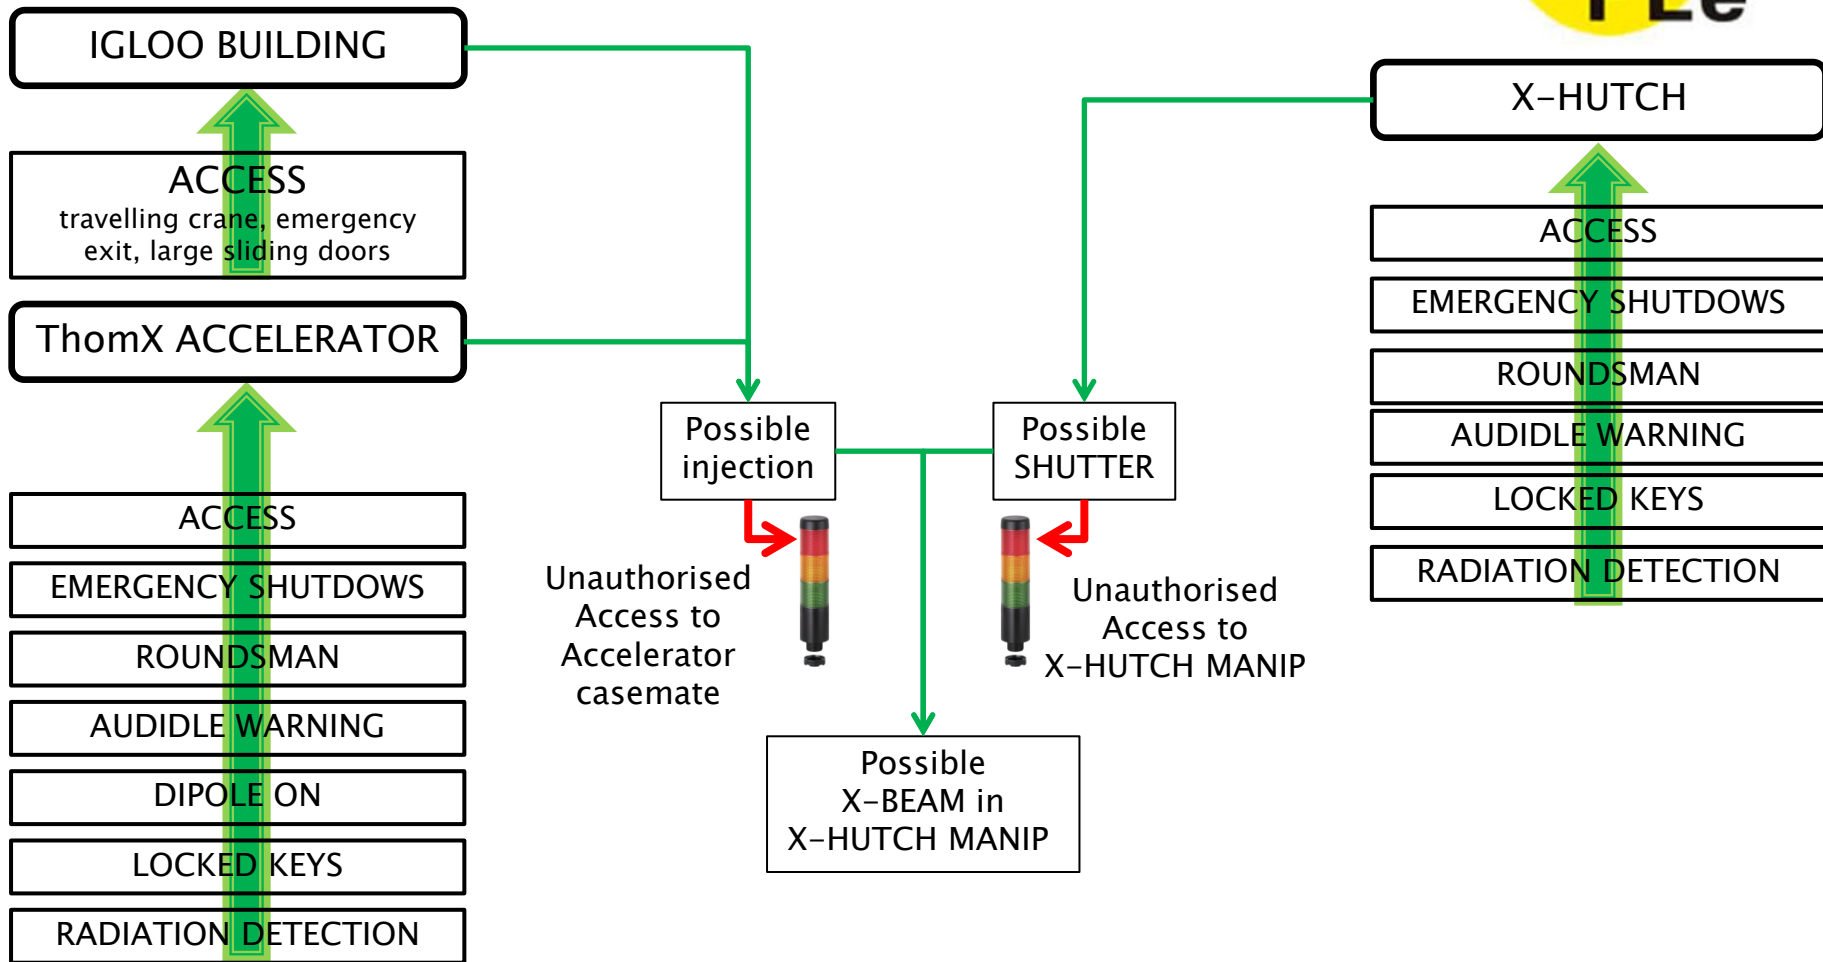 PLe
IGLOO BUILDING
ACCESS
travelling crane, emergency
exit, large sliding doors
ThomX ACCELERATOR
ACCESS
EMERGENCY SHUTDOWS
ROUNDSMAN
AUDIDLE WARNING
DIPOLE ON
LOCKED KEYS
RADIATION DETECTION
Possible
injection
Unauthorised
Access to
Accelerator
casemate
Possible
SHUTTER
Unauthorised
Access to
X-HUTCH MANIP
Possible
X-BEAM in
X-HUTCH MANIP
X-HUTCH
ACCESS
EMERGENCY SHUTDOWS
ROUNDSMAN
AUDIDLE WARNING
LOCKED KEYS
RADIATION DETECTION